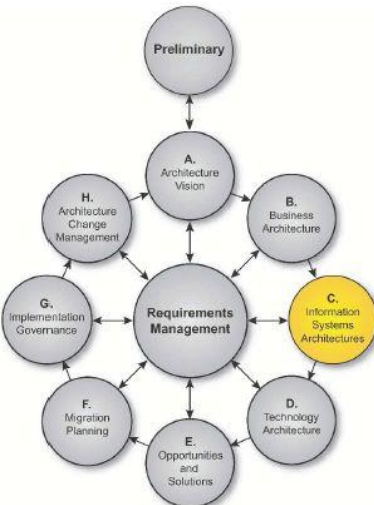 Preliminary
A.
Architecture
Vision
B.
Business
Architecture
C.
Information
Systems
Architectures
D.
Technology
Architecture
E.
Opportunities
and
Solutions
F.
Migration
Planning
G.
Implementation
Governance
H.
Architecture
Change
Management
Requirements
Management